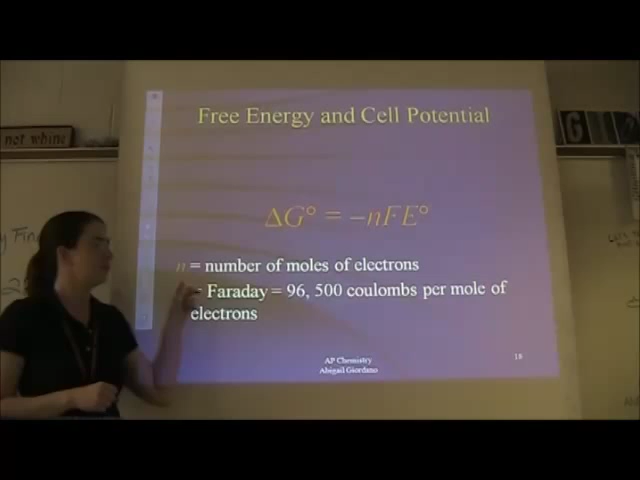 Free Energy and Cell Potential
not whine
ΔG° = –nFE°
n = number of moles of electrons
= Faraday = 96, 500 coulombs per mole of
electrons
AP Chemistry
Abigail Giordano
18